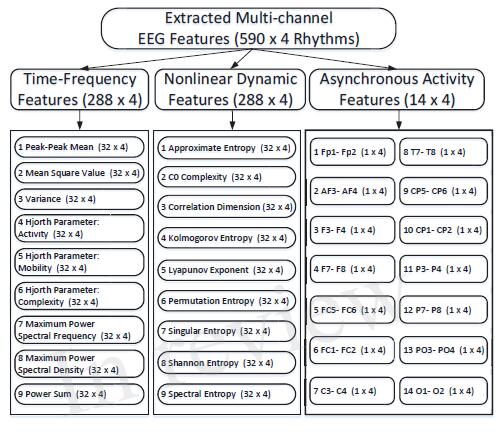 Extracted Multi-channel
EEG Features (590 x 4 Rhythms)
Time-Frequency
Features (288 x 4)
Nonlinear Dynamic
Features (288 x 4)
Asynchronous Activity
Features (14 x 4)
1 Peak-Peak Mean (32 x 4)
2 Mean Square Value (32 x 4)
3 Variance (32 x 4)
4 Hjorth Parameter:
Activity (32 x 4)
5 Hjorth Parameter:
Mobility (32 x 4)
6 Hjorth Parameter:
Complexity (32 x 4)
7 Maximum Power
Spectral Frequency (32 x 4)
8 Maximum Power
Spectral Density (32 x 4)
9 Power Sum (32 x 4)
1 Approximate Entropy (32 x 4)
2 C0 Complexity (32 x 4)
3 Correlation Dimension (32 x 4)
4 Kolmogorov Entropy (32 x 4)
5 Lyapunov Exponent (32 x 4)
6 Permutation Entropy (32 x 4)
7 Singular Entropy (32 x 4)
8 Shannon Entropy (32 x 4)
9 Spectral Entropy (32 x 4)
1 Fp1- Fp2 (1 x 4)
2 AF3- AF4 (1 x 4)
3 F3- F4 (1 x 4)
4 F7- F8 (1 x 4)
5 FC5- FC6 (1 x 4)
6 FC1- FC2 (1 x 4)
7 C3- C4 (1 x 4)
8 T7- T8 (1 x 4)
9 CP5- CP6 (1 x 4)
10 CP1- CP2 (1 x 4)
11 P3- P4 (1 x 4)
12 P7- P8 (1 x 4)
13 PO3- PO4 (1 x 4)
14 O1- O2 (1 x 4)
In review